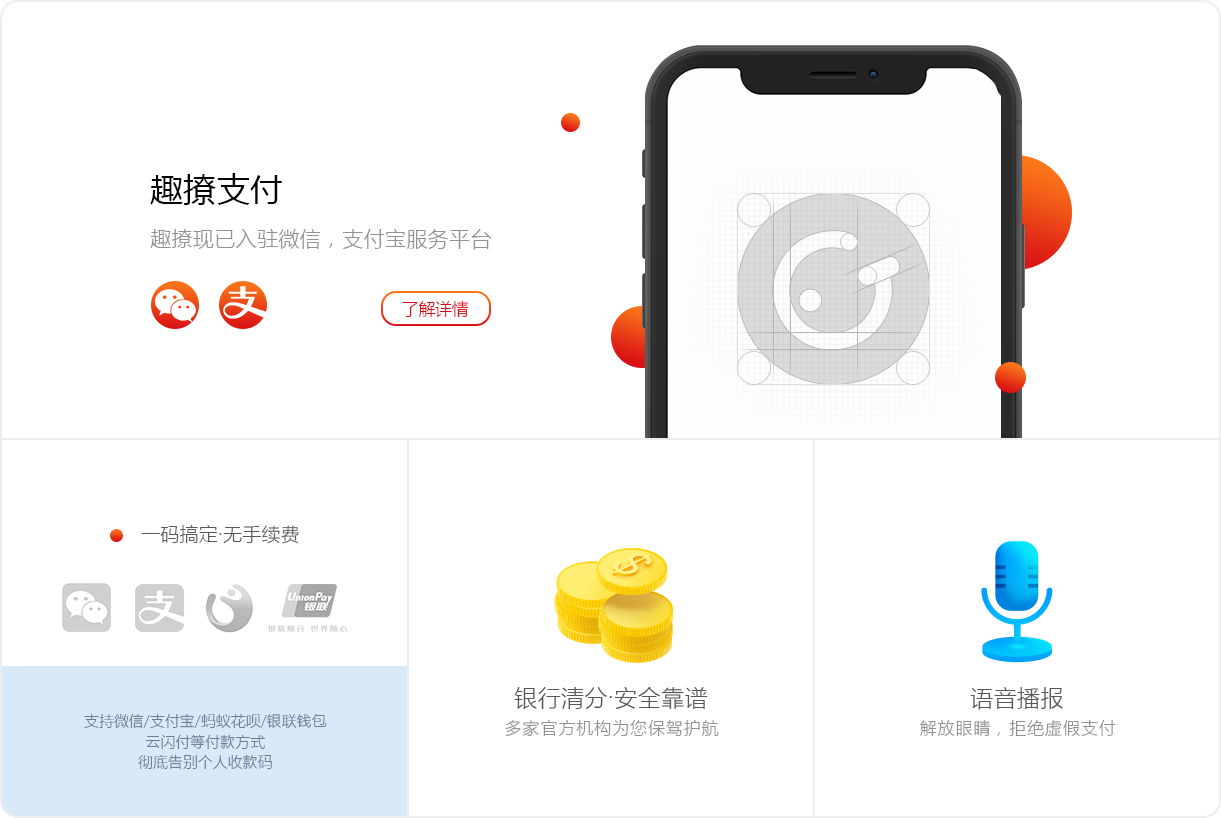 趣撩支付
趣撩现已入驻微信，支付宝服务平台
支
了解详情
一码搞定·无手续费
支
UnionPay
银联
银联随行 世界随心
支持微信/支付宝/蚂蚁花呗/银联钱包
云闪付等付款方式
彻底告别个人收款码
银行清分·安全靠谱
多家官方机构为您保驾护航
语音播报
解放眼睛，拒绝虚假支付